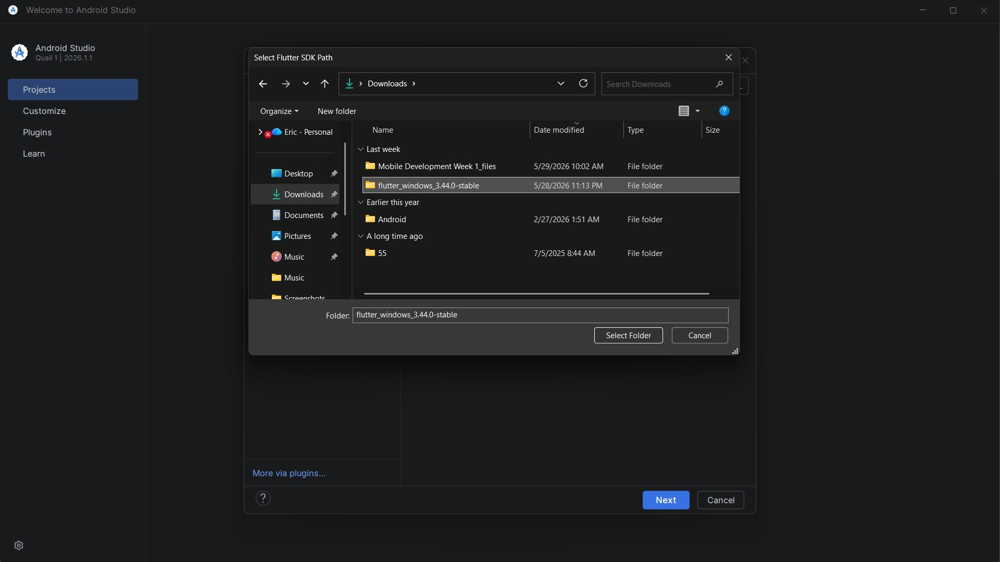 Welcome to Android Studio
Android Studio
Quail 1 | 2026.1.1
Projects
Customize
Plugins
Learn
Select Flutter SDK Path
Downloads
Search Downloads
Organize
New folder
Eric - Personal
Desktop
Downloads
Documents
Pictures
Music
Music
Screenshots
Name Date modified Type Size
Last week
Mobile Development Week 1_files 5/29/2026 10:02 AM File folder
flutter_windows_3.44.0-stable 5/28/2026 11:13 PM File folder
Earlier this year
Android 2/27/2026 1:51 AM File folder
A long time ago
55 7/5/2025 8:44 AM File folder
Folder: flutter_windows_3.44.0-stable
Select Folder
Cancel
More via plugins...
?
Next
Cancel